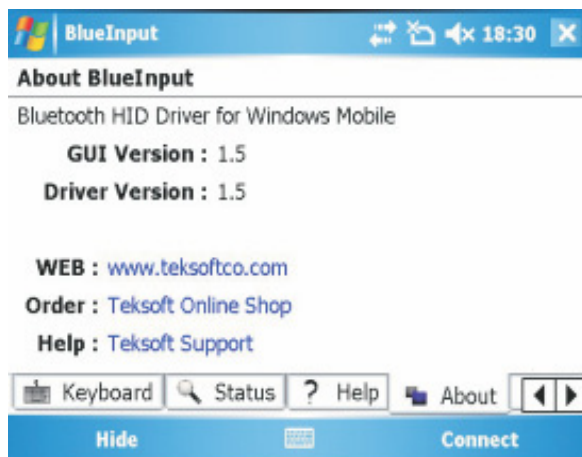 BlueInput 18:30
About BlueInput
Bluetooth HID Driver for Windows Mobile
GUI Version : 1.5
Driver Version : 1.5
WEB : www.teksoftco.com
Order : Teksoft Online Shop
Help : Teksoft Support
Keyboard Status ? Help About
Hide Connect